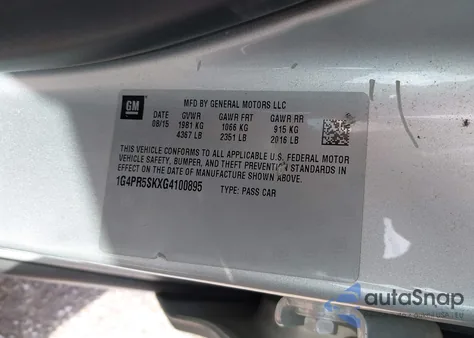 GM
MFD BY GENERAL MOTORS LLC
DATE GVWR GAWR FRT GAWR RR
08/15 1981 KG 1066 KG 915 KG
4367 LB 2351 LB 2016 LB
THIS VEHICLE CONFORMS TO ALL APPLICABLE U.S. FEDERAL MOTOR
VEHICLE SAFETY, BUMPER, AND THEFT PREVENTION STANDARDS IN
EFFECT ON THE DATE OF MANUFACTURE SHOWN ABOVE.
1G4PR5SKXG4100895 TYPE: PASS CAR
autoSnap